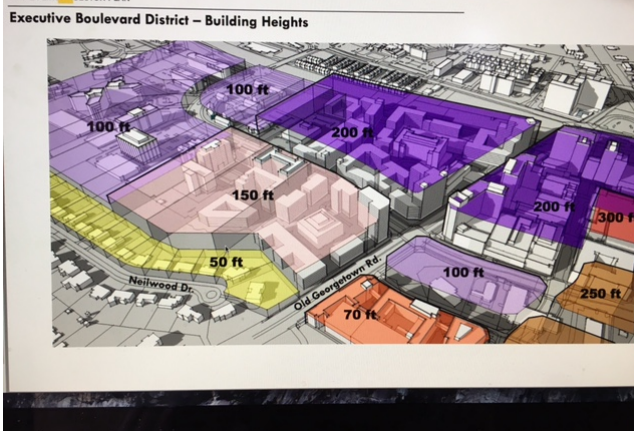 Executive Boulevard District – Building Heights
100 ft
100 ft
200 ft
150 ft
200 ft
300 f
50 ft
100 ft
250 ft
Neilwood Dr.
Old Georgetown Rd.
70 ft